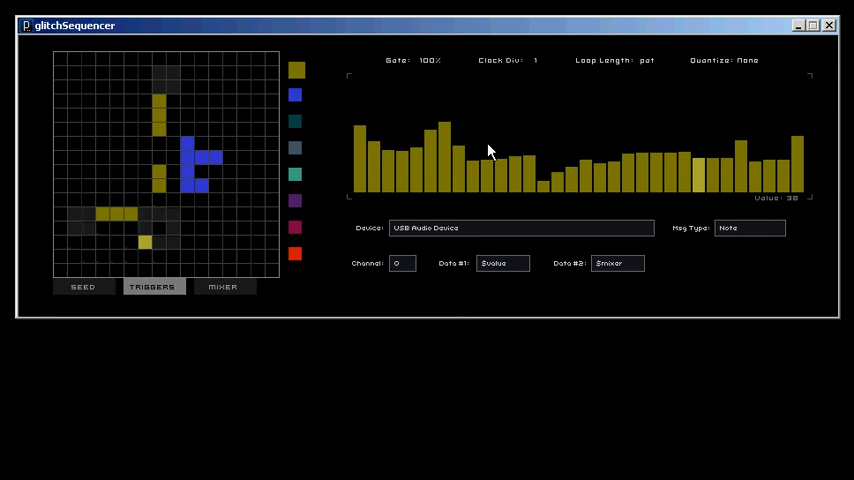 glitchSequencer
Gate: 100% Clock Div: 1 Loop Length: pat Quantize: None
Value: 38
Device: USB Audio Device Msg Type: Note
Channel: 0 Data #1: $value Data #2: $mixer
SEED TRIGGERS MIXER